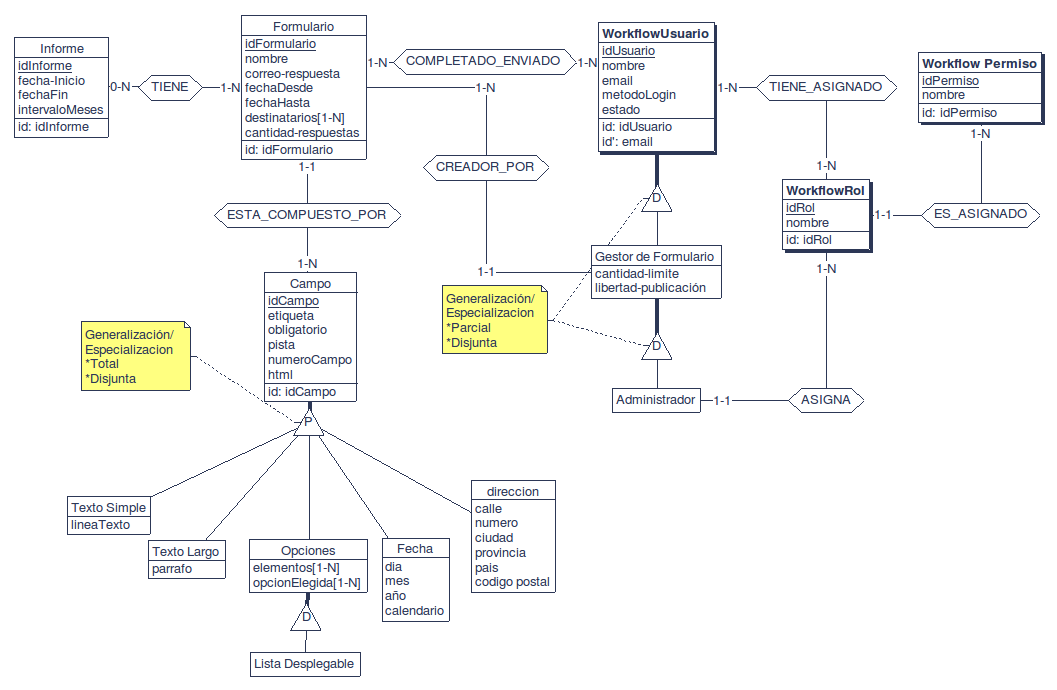 Informe
idInforme
fecha-Inicio
fechaFin
intervaloMeses
id: idInforme
0-N
TIENE
1-N
Formulario
idFormulario
nombre
correo-respuesta
fechaDesde
fechaHasta
destinatarios[1-N]
cantidad-respuestas
id: idFormulario
1-N
COMPLETADO_ENVIADO
1-N
WorkflowUsuario
idUsuario
nombre
email
metodoLogin
estado
id: idUsuario
id': email
1-N
TIENE_ASIGNADO
1-N
Workflow Permiso
idPermiso
nombre
id: idPermiso
1-N
ES_ASIGNADO
1-1
WorkflowRol
idRol
nombre
id: idRol
1-N
ASIGNA
1-1
Administrador
1-N
CREADOR_POR
1-1
D
Gestor de Formulario
cantidad-limite
libertad-publicación
D
Generalización/
Especializacion
*Parcial
*Disjunta
1-1
ESTA_COMPUESTO_POR
1-N
Campo
idCampo
etiqueta
obligatorio
pista
numeroCampo
html
id: idCampo
P
Generalización/
Especializacion
*Total
*Disjunta
Texto Simple
lineaTexto
Texto Largo
parrafo
Opciones
elementos[1-N]
opcionElegida[1-N]
D
Lista Desplegable
Fecha
dia
mes
año
calendario
direccion
calle
numero
ciudad
provincia
pais
codigo postal